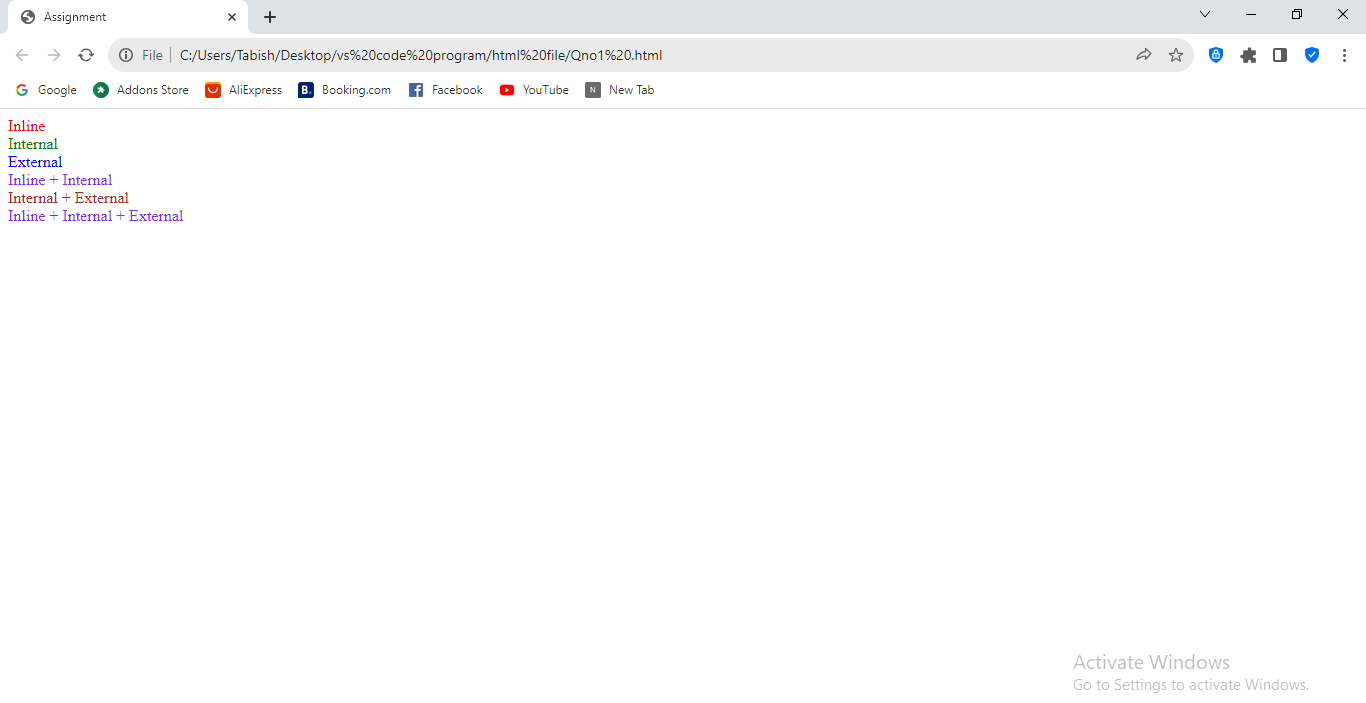 Assignment
File C:/Users/Tabish/Desktop/vs%20code%20program/html%20file/Qno1%20.html
Google Addons Store AliExpress B. Booking.com Facebook YouTube N New Tab
Inline
Internal
External
Inline + Internal
Internal + External
Inline + Internal + External
Activate Windows
Go to Settings to activate Windows.